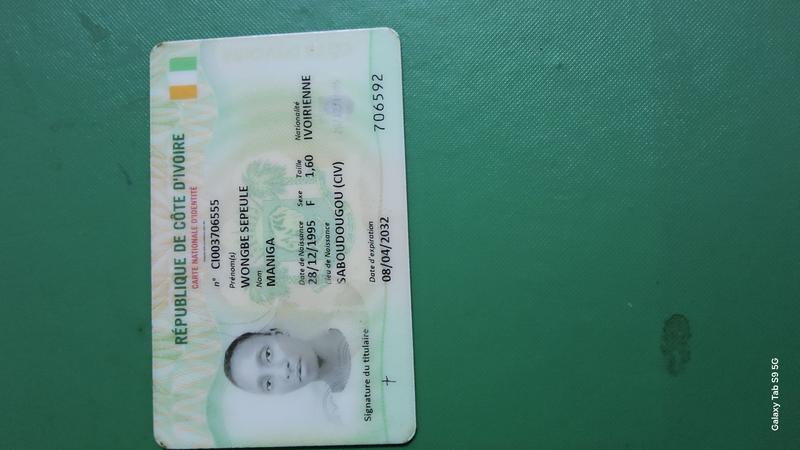 RÉPUBLIQUE DE CÔTE D'IVOIRE
CARTE NATIONALE D'IDENTITÉ
n° CI003706555
Prénom(s)
WONGBE SEPEULE
Nom
MANIGA
Date de Naissance Sexe Taille Nationalité
28/12/1995 F 1,60 IVOIRIENNE
Lieu de Naissance
SABOUDOUGOU (CIV)
Date d'expiration
08/04/2032
706592
Signature du titulaire
Galaxy Tab S9 5G